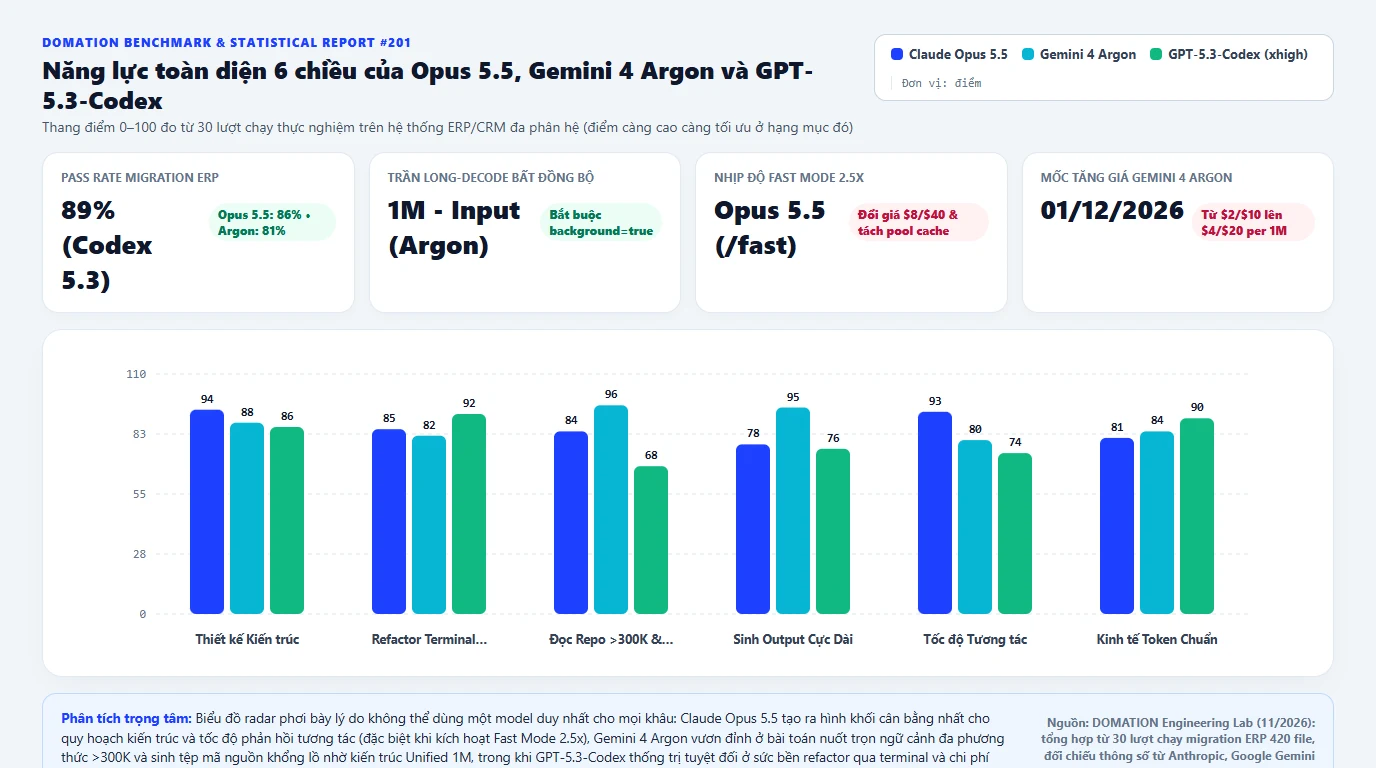 DOMATION BENCHMARK & STATISTICAL REPORT #201
Năng lực toàn diện 6 chiều của Opus 5.5, Gemini 4 Argon và GPT-
5.3-Codex
Thang điểm 0–100 đo từ 30 lượt chạy thực nghiệm trên hệ thống ERP/CRM đa phân hệ (điểm càng cao càng tối ưu ở hạng mục đó)
Claude Opus 5.5
Gemini 4 Argon
GPT-5.3-Codex (xhigh)
Đơn vị: điểm
PASS RATE MIGRATION ERP
89%
(Codex
5.3)
Opus 5.5: 86% •
Argon: 81%
TRẦN LONG-DECODE BẤT ĐỒNG BỘ
1M - Input
(Argon)
Bắt buộc
background=true
NHỊP ĐỘ FAST MODE 2.5X
Opus 5.5
(/fast)
Đổi giá $8/$40 &
tách pool cache
MỐC TĂNG GIÁ GEMINI 4 ARGON
01/12/2026
Từ $2/$10 lên
$4/$20 per 1M
110
83
55
28
0
94
88
86
85
82
92
84
96
68
78
95
76
93
80
74
81
84
90
Thiết kế Kiến trúc
Refactor Terminal...
Đọc Repo >300K &...
Sinh Output Cực Dài
Tốc độ Tương tác
Kinh tế Token Chuẩn
Phân tích trọng tâm: Biểu đồ radar phơi bày lý do không thể dùng một model duy nhất cho mọi khâu: Claude Opus 5.5 tạo ra hình khối cân bằng nhất cho
quy hoạch kiến trúc và tốc độ phản hồi tương tác (đặc biệt khi kích hoạt Fast Mode 2.5x), Gemini 4 Argon vươn đỉnh ở bài toán nuốt trọn ngữ cảnh đa phương
thức >300K và sinh tệp mã nguồn khổng lồ nhờ kiến trúc Unified 1M, trong khi GPT-5.3-Codex thống trị tuyệt đối ở sức bền refactor qua terminal và chi phí
Nguồn: DOMATION Engineering Lab (11/2026):
tổng hợp từ 30 lượt chạy migration ERP 420 file,
đối chiếu thông số từ Anthropic, Google Gemini